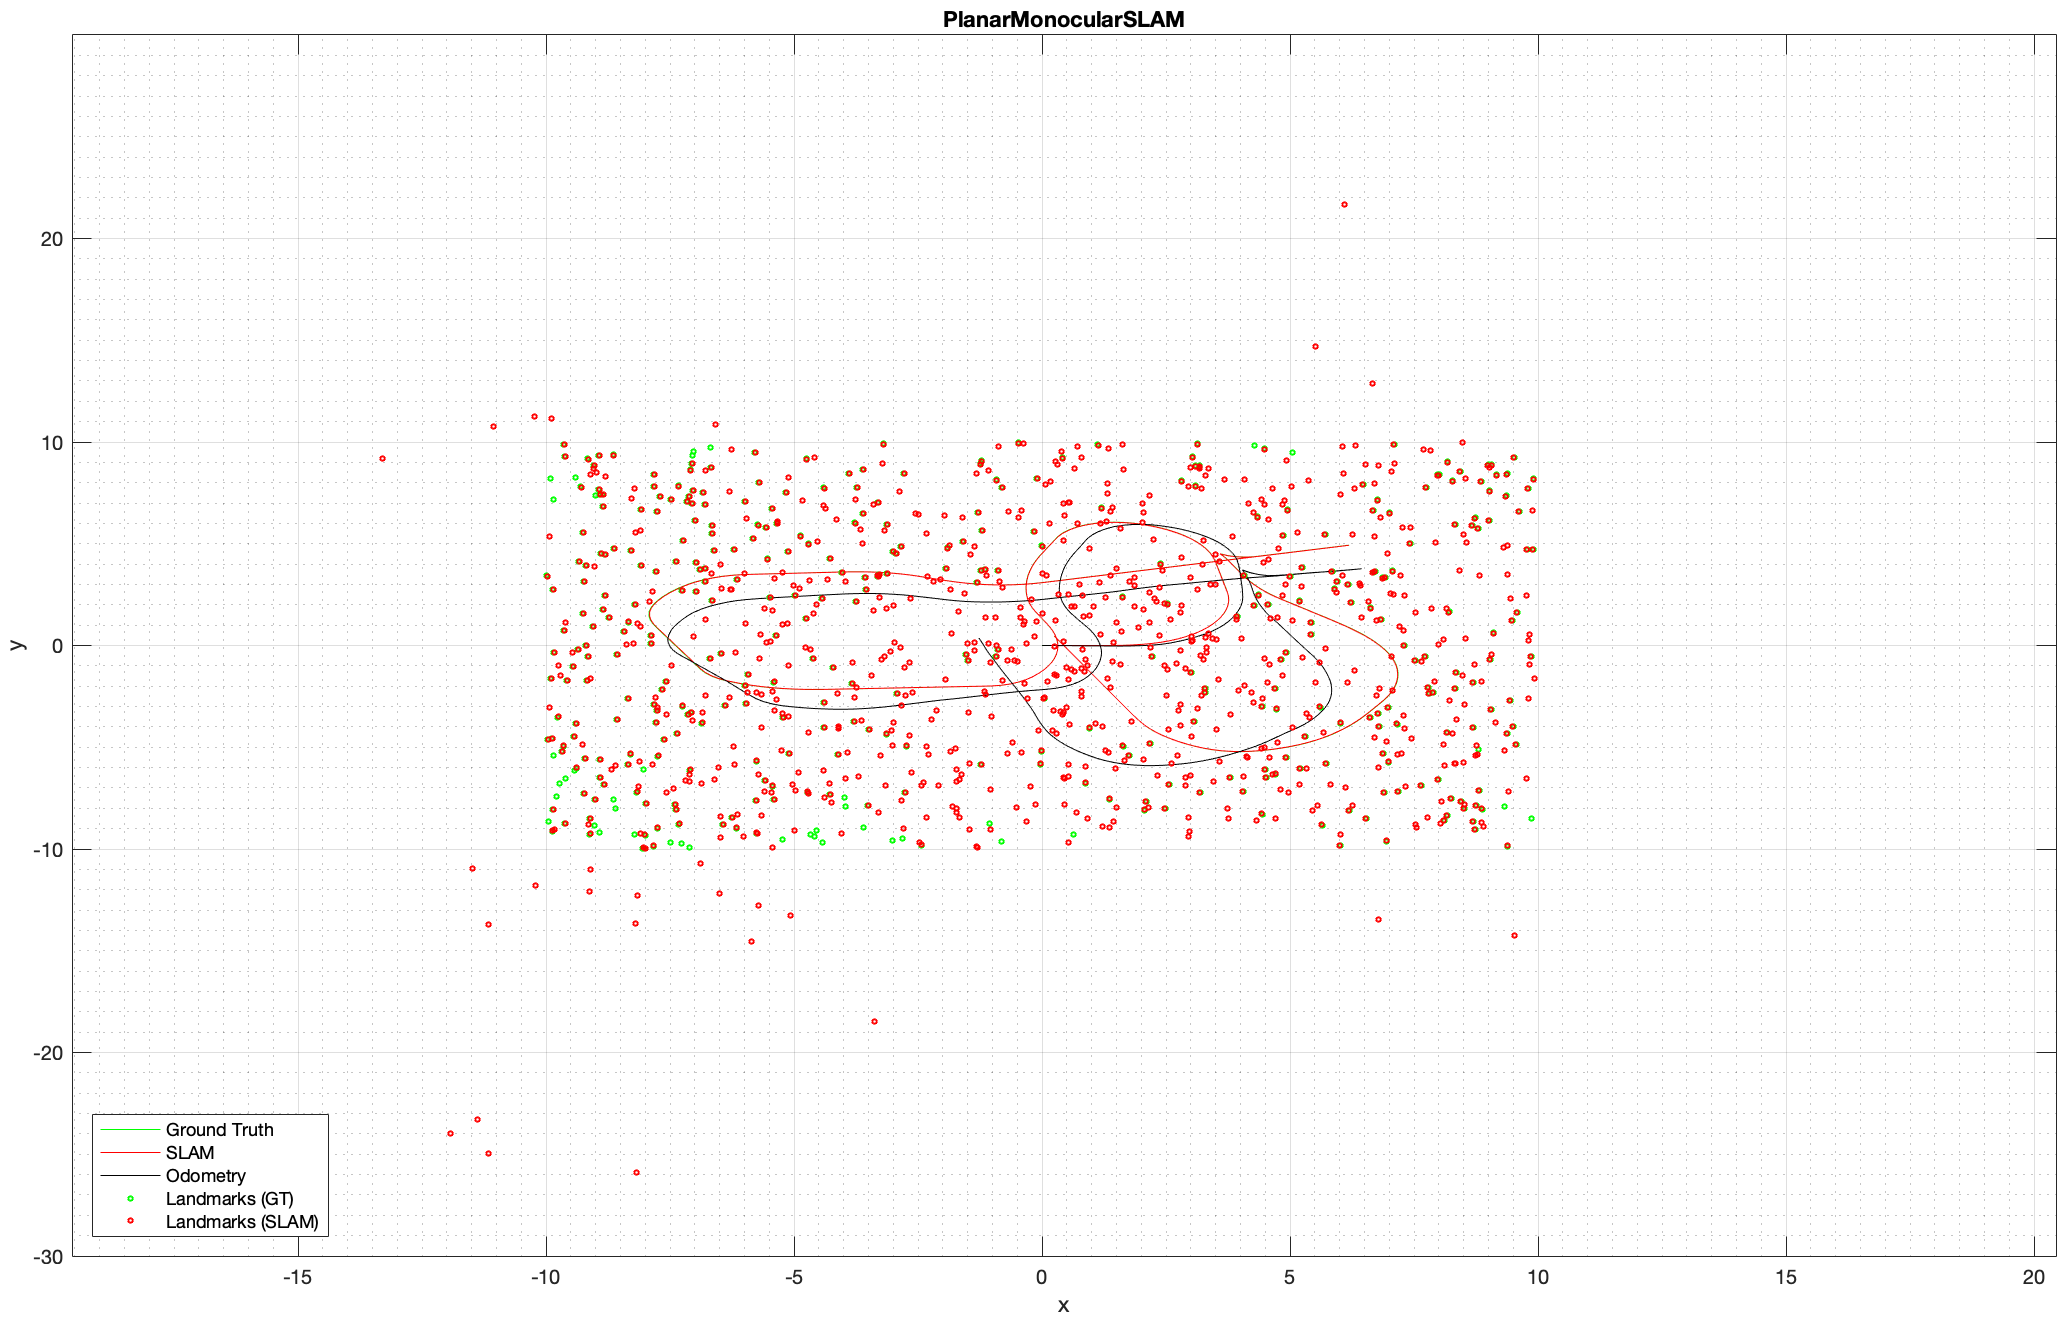 PlanarMonocularSLAM
20
10
0
-10
-20
-30
y
Ground Truth
SLAM
Odometry
Landmarks (GT)
Landmarks (SLAM)
-15 -10 -5 0 5 10 15 20
x